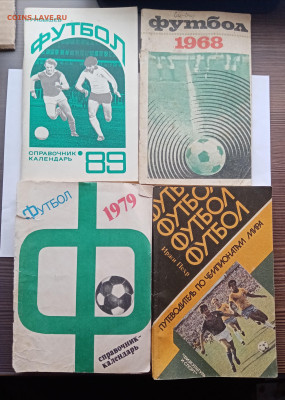 COINS.LAVE.RU
ФУТБОЛ
СПРАВОЧНИК
КАЛЕНДАРЬ
89
футбол
1968
футбол
1979
Ф
справочник-
календарь
ФУТБОЛ
ФУТБОЛ
ФУТБОЛ
ФУТБОЛ
ПУТЕВОДИТЕЛЬ ПО ЧЕМПИОНАТАМ МИРА